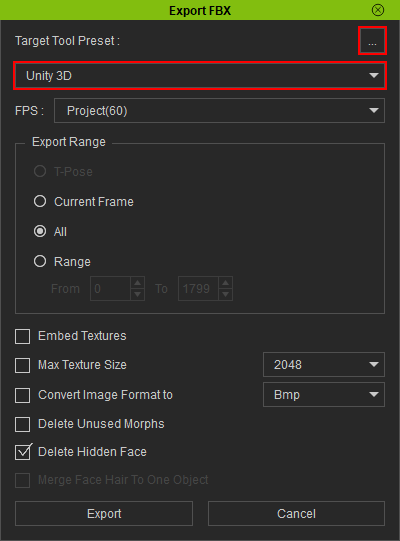 Export FBX
Target Tool Preset :
...
Unity 3D
FPS : Project(60)
Export Range
T-Pose
Current Frame
All
Range
From 0 To 1799
Embed Textures
Max Texture Size 2048
Convert Image Format to Bmp
Delete Unused Morphs
Delete Hidden Face
Merge Face Hair To One Object
Export Cancel